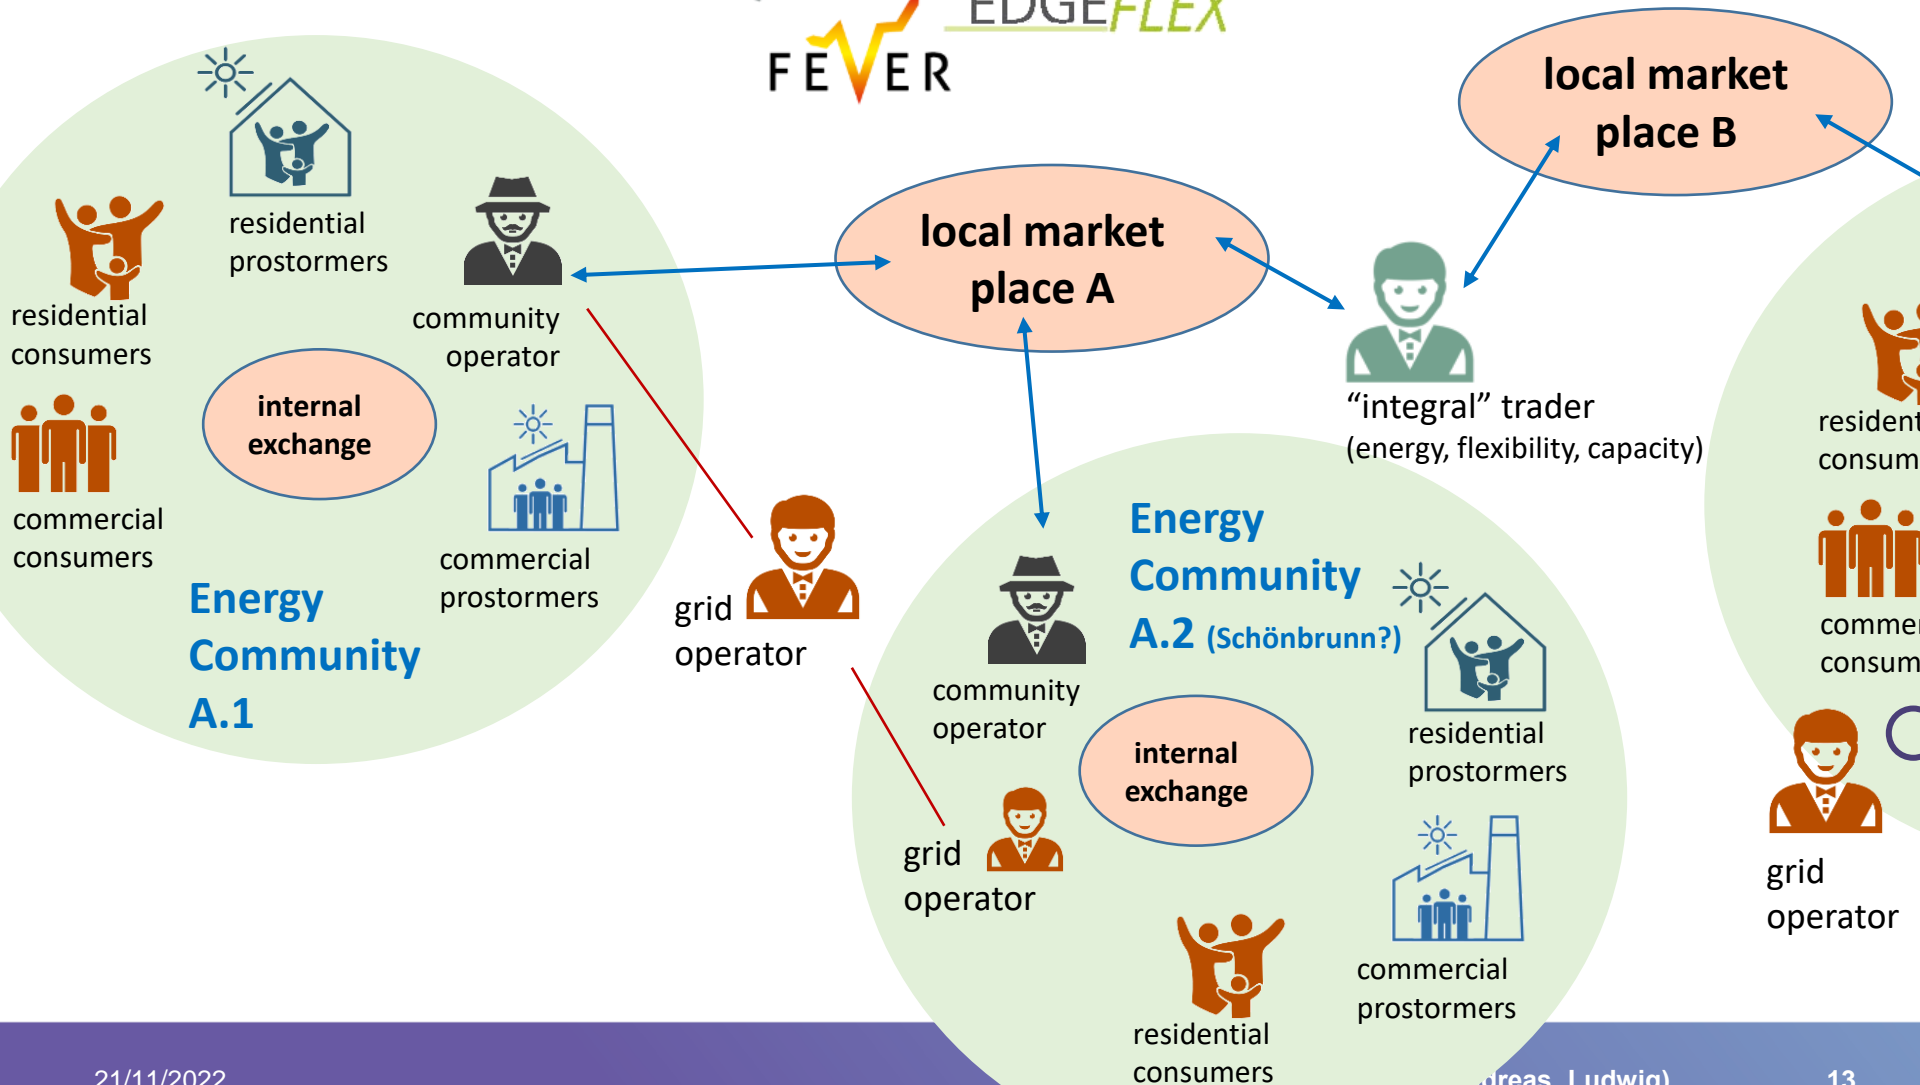 EDGEFLEX
FEVER
local market
place B
local market
place A
residential
prostormers
residential
consumers
community
operator
internal
exchange
commercial
consumers
commercial
prostormers
Energy
Community
A.1
grid
operator
"integral" trader
(energy, flexibility, capacity)
Energy
Community
A.2 (Schönbrunn?)
community
operator
internal
exchange
residential
prostormers
grid
operator
commercial
prostormers
residential
consumers
grid
operator
21/11/2022
Ludwig)
13